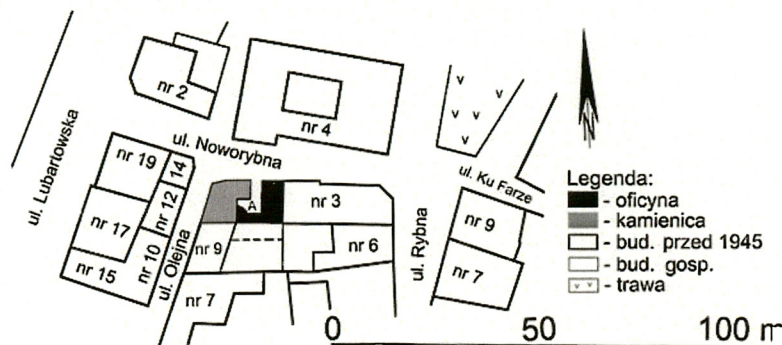 nr 2
nr 4
ul. Noworybna
ul. Lubartowska
nr 19
14
nr 12
nr 17
nr 10
nr 15
ul. Olejna
A
nr 3
nr 9
nr 6
nr 7
ul. Rybna
ul. Ku Farze
nr 9
nr 7
N
Legenda:
- oficyna
- kamienica
- bud. przed 1945
- bud. gosp.
- trawa
0 50 100 m